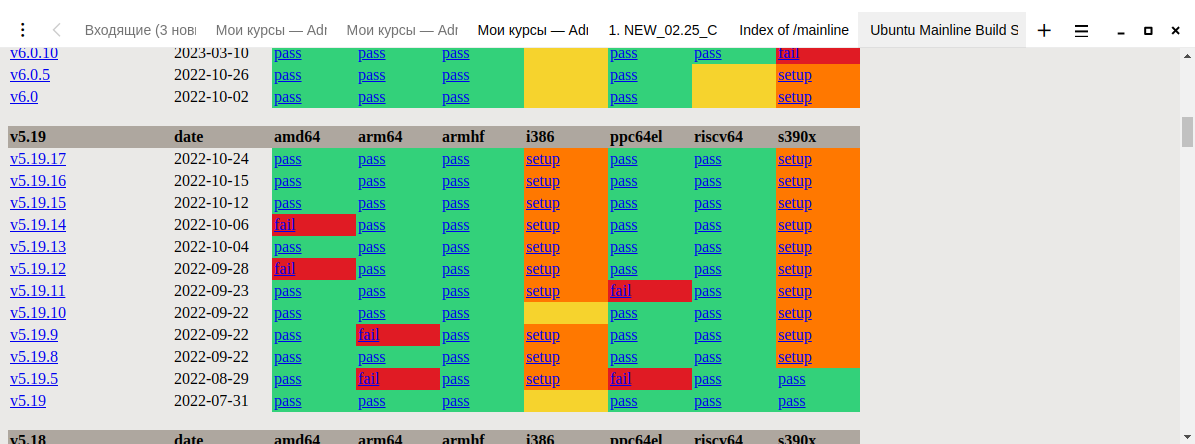 Входящие (3 нов Мои курсы — Adr Мои курсы — Adr Мои курсы — Adr 1. NEW_02.25_C Index of /mainline Ubuntu Mainline Build S
v6.0.10 2023-03-10 pass pass pass pass pass fail
v6.0.5 2022-10-26 pass pass pass pass setup
v6.0 2022-10-02 pass pass pass pass setup
v5.19 date amd64 arm64 armhf i386 ppc64el riscv64 s390x
v5.19.17 2022-10-24 pass pass pass setup pass pass setup
v5.19.16 2022-10-15 pass pass pass setup pass pass setup
v5.19.15 2022-10-12 pass pass pass setup pass pass setup
v5.19.14 2022-10-06 fail pass pass setup pass pass setup
v5.19.13 2022-10-04 pass pass pass setup pass pass setup
v5.19.12 2022-09-28 fail pass pass setup pass pass setup
v5.19.11 2022-09-23 pass pass pass setup fail pass setup
v5.19.10 2022-09-22 pass pass pass pass pass setup
v5.19.9 2022-09-22 pass fail pass setup pass pass setup
v5.19.8 2022-09-22 pass pass pass setup pass pass setup
v5.19.5 2022-08-29 pass fail pass setup fail pass pass
v5.19 2022-07-31 pass pass pass pass pass pass
v5.18 date amd64 arm64 armhf i386 ppc64el riscv64 s390x